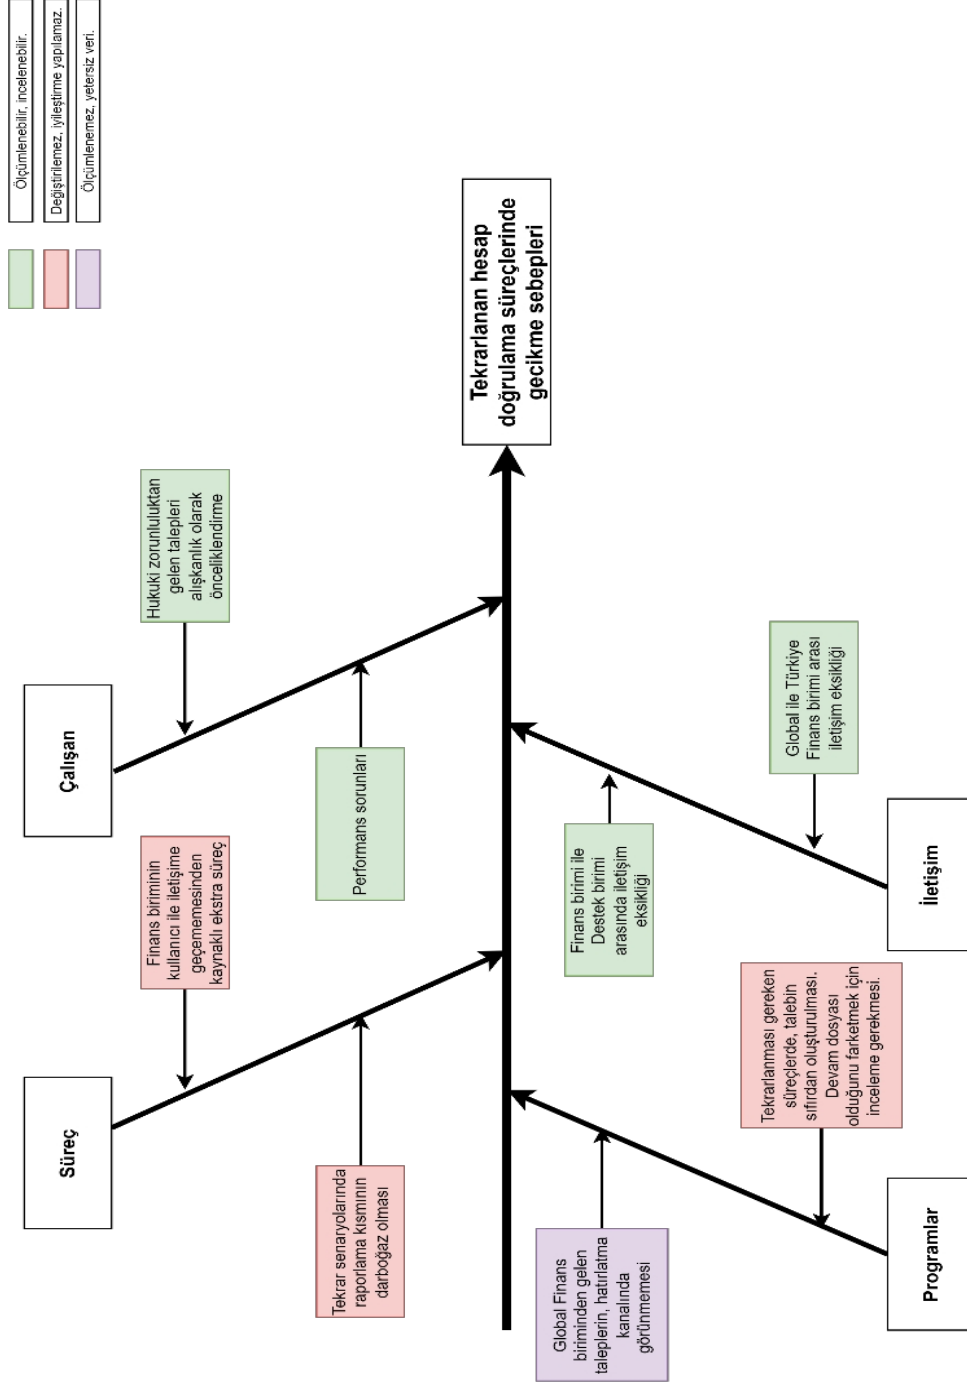 Ölçümlenebilir, incelenebilir.
Değiştirilemez, iyileştirme yapılamaz.
Ölçümlenemez, yetersiz veri.
Süreç
Çalışan
Finans biriminin
kullanıcı ile iletişime
geçememesinden
kaynaklı ekstra süreç
Hukuki zorunluluktan
gelen talepleri
alışkanlık olarak
önceliklendirme
Tekrar senaryolarında
raporlama kısmının
darboğaz olması
Performans sorunları
Tekrarlanan hesap
doğrulama süreçlerinde
gecikme sebepleri
Global Finans
biriminden gelen
taleplerin, hatırlatma
kanalında
görünmemesi
Finans birimi ile
Destek birimi
arasında iletişim
eksikliği
Tekrarlanması gereken
süreçlerde, talebin
sıfırdan oluşturulması.
Devam dosyası
olduğunu farketmek için
inceleme gerekmesi.
Global ile Türkiye
Finans birimi arası
iletişim eksikliği
Programlar
İletişim